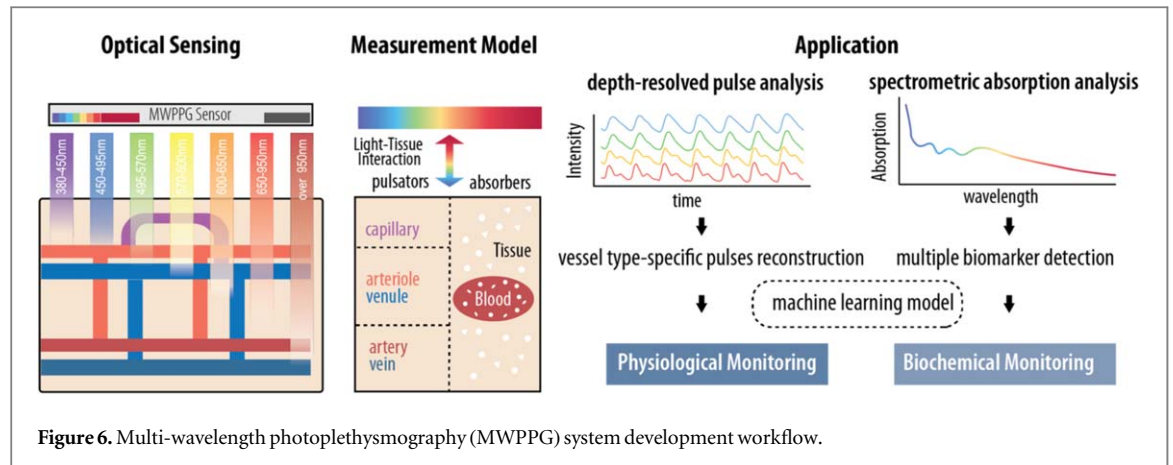 Optical Sensing
Measurement Model
Application
MWPPG Sensor
380-450nm
450-495nm
495-570nm
570-600nm
600-650nm
650-950nm
over 950nm
Light-Tissue
Interaction
pulsators
absorbers
capillary
arteriole
venule
artery
vein
Tissue
Blood
depth-resolved pulse analysis
Intensity
time
spectrometric absorption analysis
Absorption
wavelength
vessel type-specific pulses reconstruction
multiple biomarker detection
machine learning model
Physiological Monitoring
Biochemical Monitoring
Figure 6. Multi-wavelength photoplethysmography (MWPPG) system development workflow.